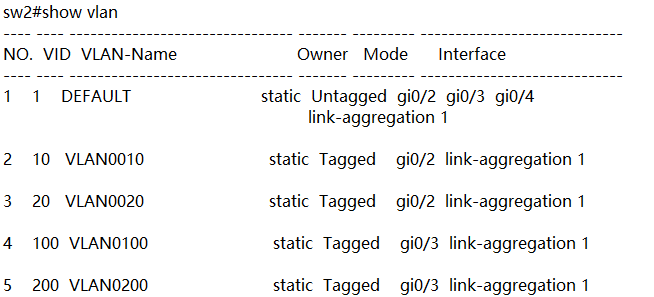 sw2#show vlan
---- ---- -------------------------------- ------- -------- -----------------------------
NO. VID VLAN-Name Owner Mode Interface
---- ---- -------------------------------- ------- -------- -----------------------------
1 1 DEFAULT static Untagged gi0/2 gi0/3 gi0/4
link-aggregation 1
2 10 VLAN0010 static Tagged gi0/2 link-aggregation 1
3 20 VLAN0020 static Tagged gi0/2 link-aggregation 1
4 100 VLAN0100 static Tagged gi0/3 link-aggregation 1
5 200 VLAN0200 static Tagged gi0/3 link-aggregation 1